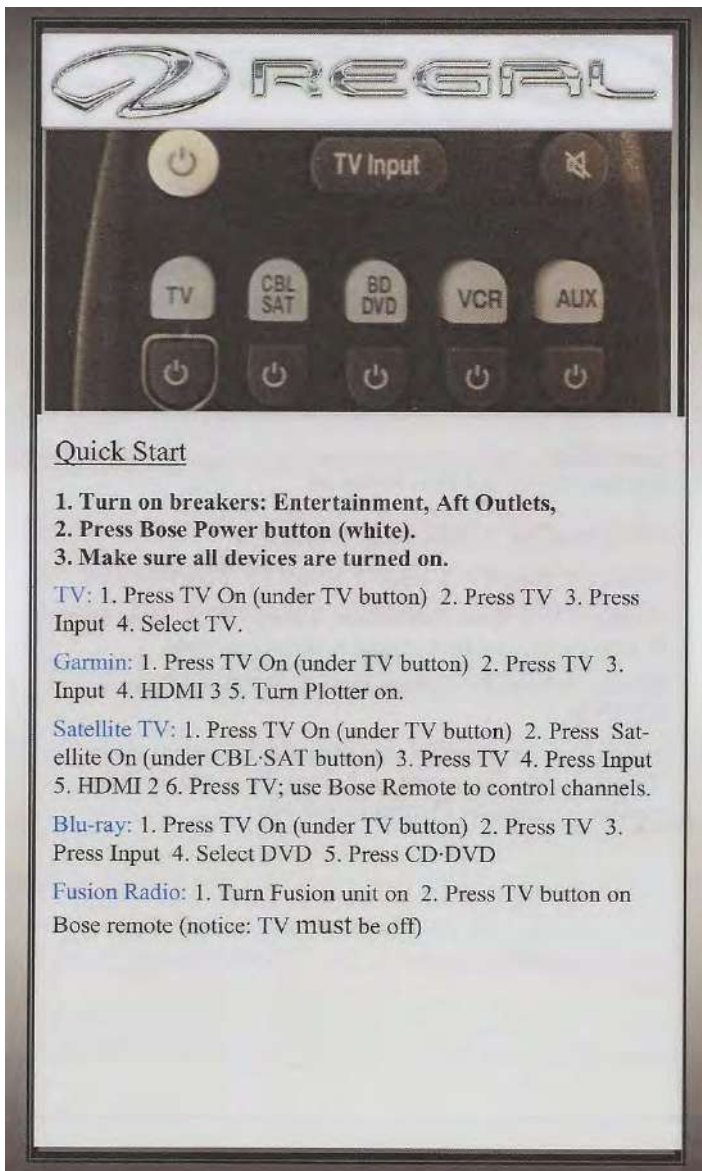 REGAL
TV Input
TV
CBL
SAT
BD
DVD
VCR
AUX
Quick Start
1. Turn on breakers: Entertainment, Aft Outlets,
2. Press Bose Power button (white).
3. Make sure all devices are turned on.
TV: 1. Press TV On (under TV button) 2. Press TV 3. Press
Input 4. Select TV.
Garmin: 1. Press TV On (under TV button) 2. Press TV 3.
Input 4. HDMI 3 5. Turn Plotter on.
Satellite TV: 1. Press TV On (under TV button) 2. Press Sat-
ellite On (under CBL·SAT button) 3. Press TV 4. Press Input
5. HDMI 2 6. Press TV; use Bose Remote to control channels.
Blu-ray: 1. Press TV On (under TV button) 2. Press TV 3.
Press Input 4. Select DVD 5. Press CD·DVD
Fusion Radio: 1. Turn Fusion unit on 2. Press TV button on
Bose remote (notice: TV must be off)